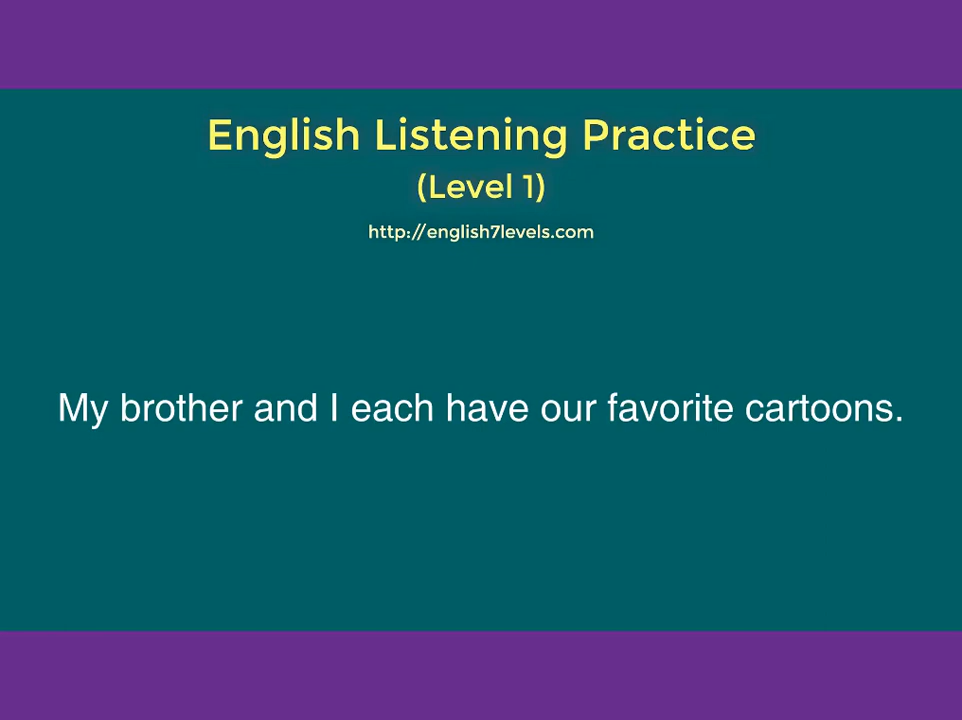 English Listening Practice
(Level 1)
http://english7levels.com
My brother and I each have our favorite cartoons.